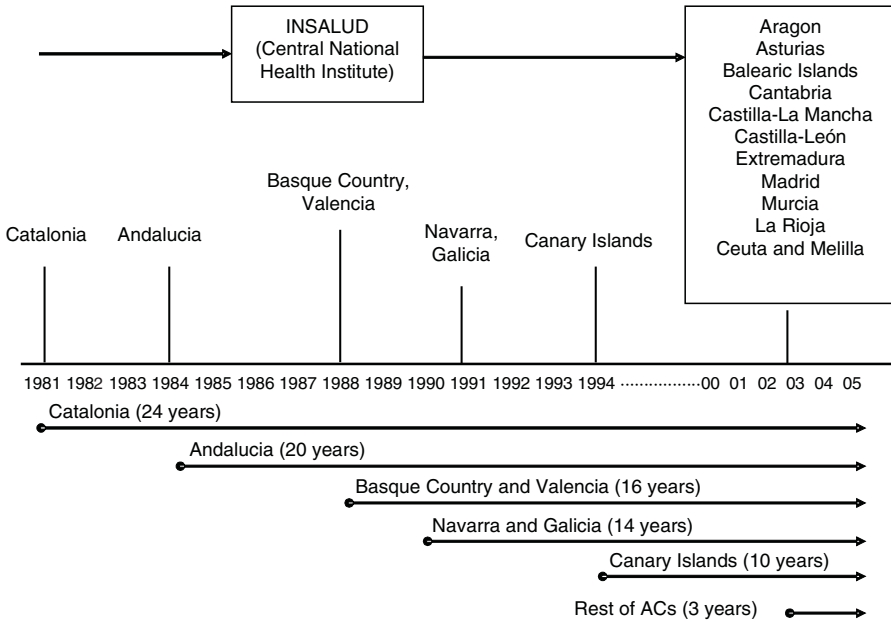 INSALUD
(Central National
Health Institute)
Aragon
Asturias
Balearic Islands
Cantabria
Castilla-La Mancha
Castilla-León
Extremadura
Madrid
Murcia
La Rioja
Ceuta and Melilla
Basque Country,
Valencia
Catalonia
Andalucia
Navarra,
Galicia
Canary Islands
1981 1982 1983 1984 1985 1986 1987 1988 1989 1990 1991 1992 1993 1994 ................00 01 02 03 04 05
Catalonia (24 years)
Andalucia (20 years)
Basque Country and Valencia (16 years)
Navarra and Galicia (14 years)
Canary Islands (10 years)
Rest of ACs (3 years)